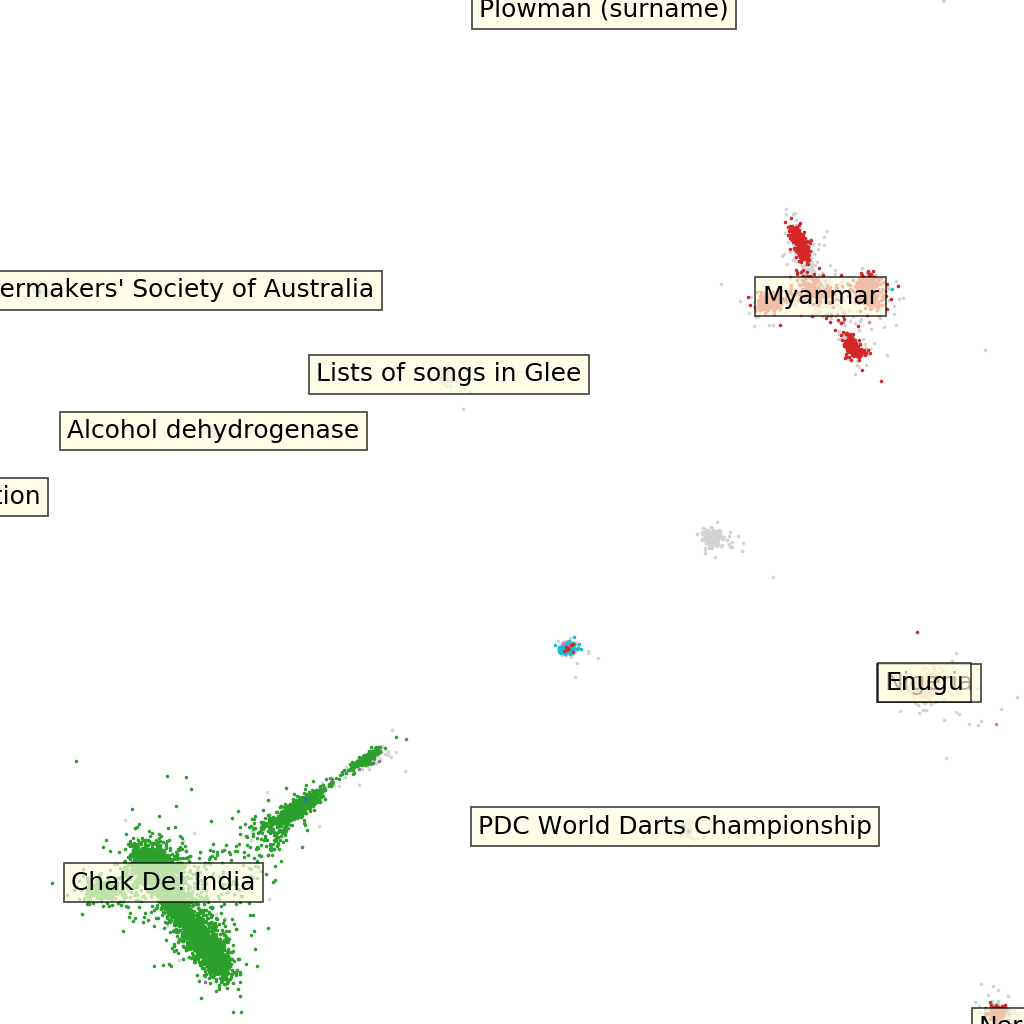 Plowman (surname)
ermakers' Society of Australia
Myanmar
Lists of songs in Glee
Alcohol dehydrogenase
tion
Enugu
PDC World Darts Championship
Chak De! India